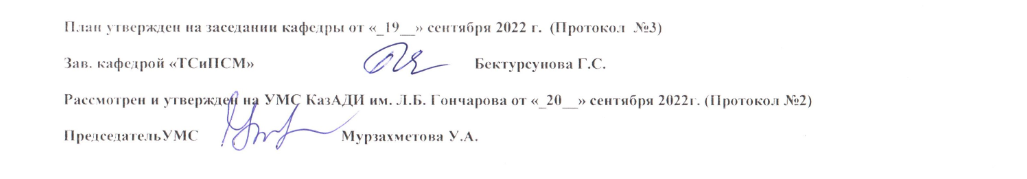 План утвержден на заседании кафедры от «_19__» сентября 2022 г. (Протокол №3)
Зав. кафедрой «ТСиПСМ» Бектурсунова Г.С.
Рассмотрен и утвержден на УМС КазАДИ им. Л.Б. Гончарова от «_20__» сентября 2022г. (Протокол №2)
ПредседательУМС Мурзахметова У.А.